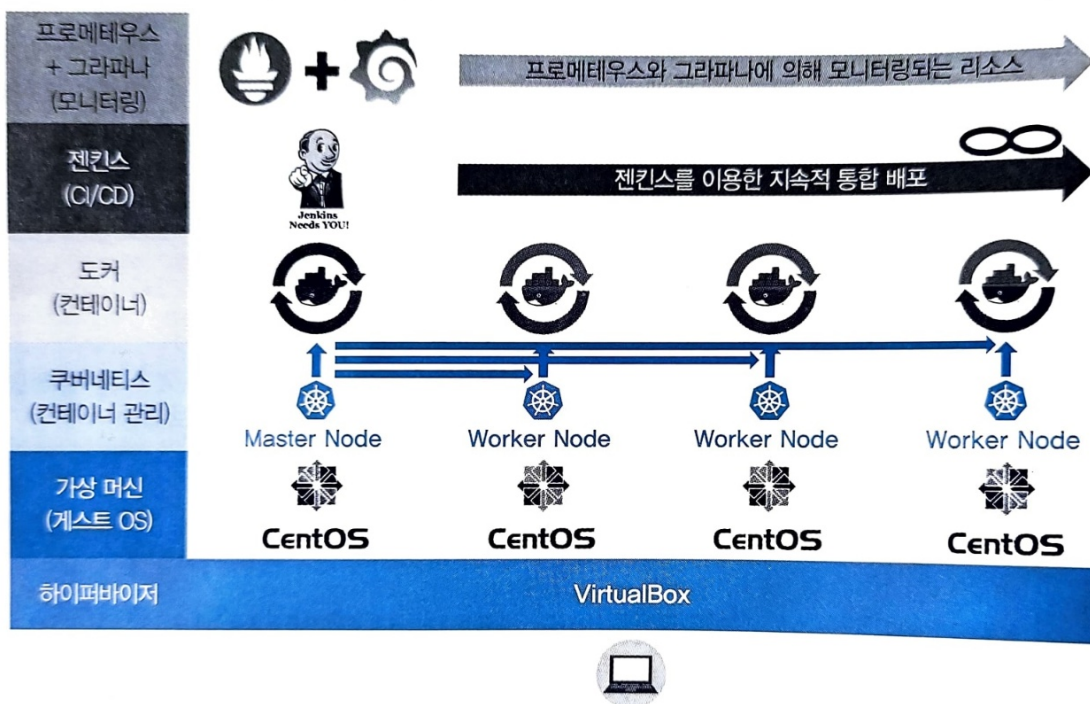 프로메테우스
+ 그라파나
(모니터링)
프로메테우스와 그라파나에 의해 모니터링되는 리소스
젠킨스
(CI/CD)
Jenkins
Needs YOU!
젠킨스를 이용한 지속적 통합 배포
도커
(컨테이너)
쿠버네티스
(컨테이너 관리)
Master Node
Worker Node
Worker Node
Worker Node
가상 머신
(게스트 OS)
CentOS
CentOS
CentOS
CentOS
하이퍼바이저
VirtualBox